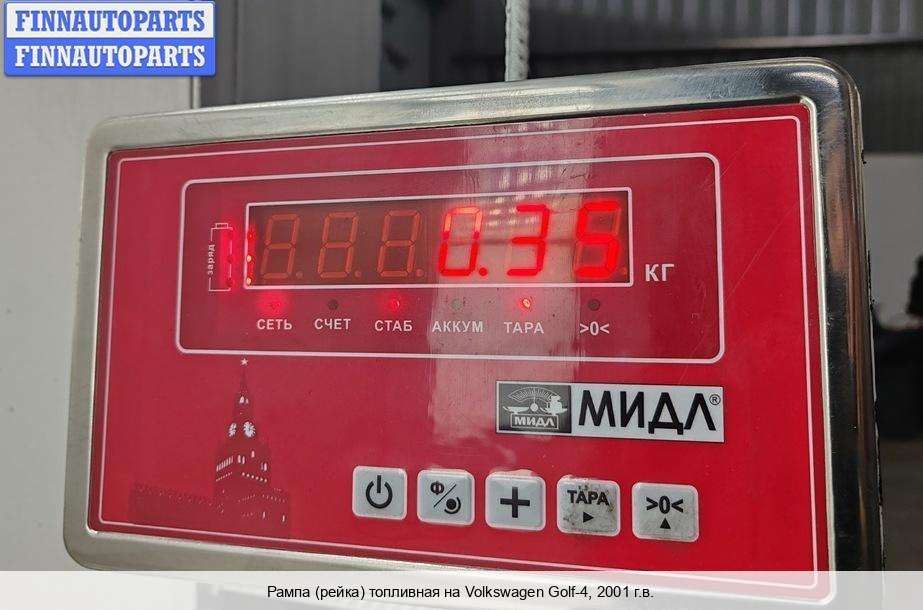 FINNAUTOPARTS
FINNAUTOPARTS
заряд
0.35
КГ
СЕТЬ СЧЕТ СТАБ АККУМ ТАРА >0<
МИДЛ
МИДЛ®
Ф/
+
ТАРА
>0<
Рампа (рейка) топливная на Volkswagen Golf-4, 2001 г.в.